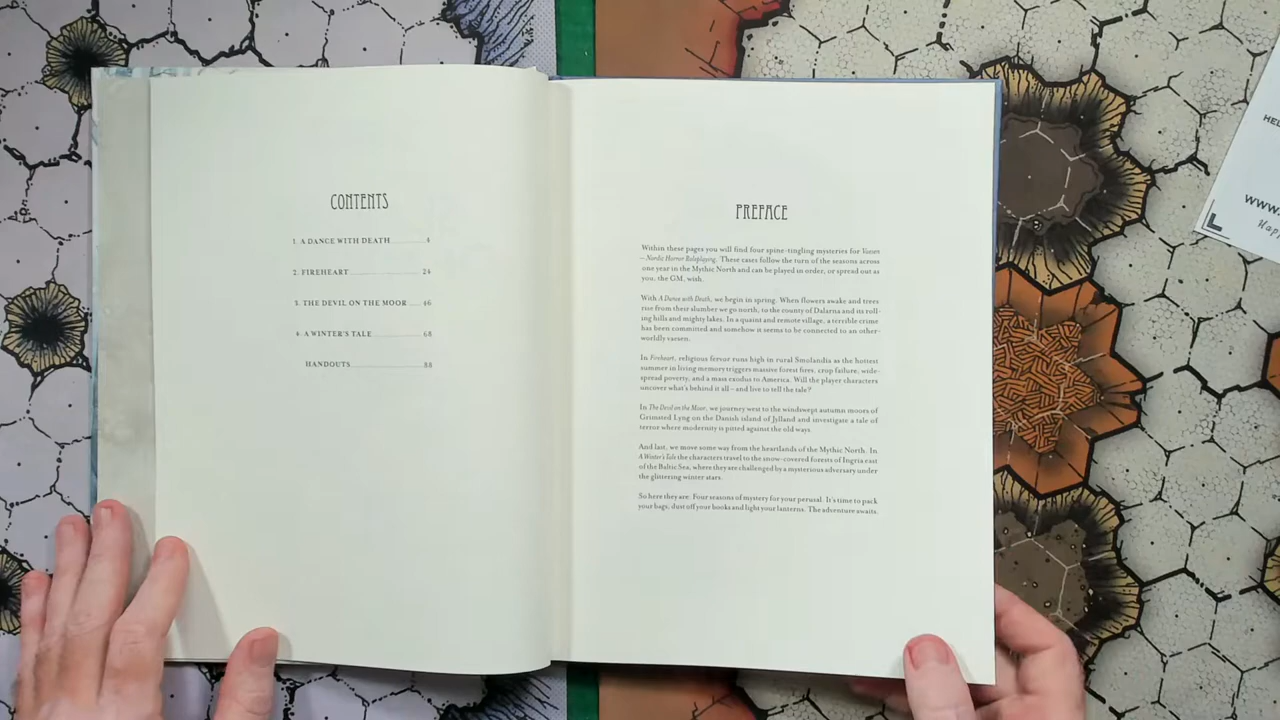 CONTENTS
1. A DANCE WITH DEATH 4
2. FIREHEART 24
3. THE DEVIL ON THE MOOR 46
4. A WINTER'S TALE 68
HANDOUTS 88
PREFACE
Within these pages you will find four spine-tingling mysteries for Vaesen
– Nordic Horror Roleplaying. These cases follow the turn of the seasons across
one year in the Mythic North and can be played in order, or spread out as
you, the GM, wish.
With A Dance with Death, we begin in spring. When flowers awake and trees
rise from their slumber we go north, to the county of Dalarna and its roll-
ing hills and mighty lakes. In a quaint and remote village, a terrible crime
has been committed and somehow it seems to be connected to an other-
worldly vaesen.
In Fireheart, religious fervor runs high in rural Smolandia as the hottest
summer in living memory triggers massive forest fires, crop failure, wide-
spread poverty, and a mass exodus to America. Will the player characters
uncover what's behind it all – and live to tell the tale?
In The Devil on the Moor, we journey west to the windswept autumn moors of
Grimsted Lyng on the Danish island of Jylland and investigate a tale of
terror where modernity is pitted against the old ways.
And last, we move some way from the heartlands of the Mythic North. In
A Winter's Tale the characters travel to the snow-covered forests of Ingria east
of the Baltic Sea, where they are challenged by a mysterious adversary under
the glittering winter stars.
So here they are: Four seasons of mystery for your perusal. It's time to pack
your bags, dust off your books and light your lanterns. The adventure awaits.
HEL
WWW.
Hap